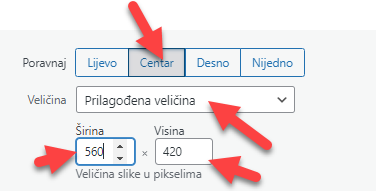 Poravnaj Lijevo Centar Desno Nijedno
Veličina Prilagođena veličina
Širina Visina
560 × 420
Veličina slike u pikselima